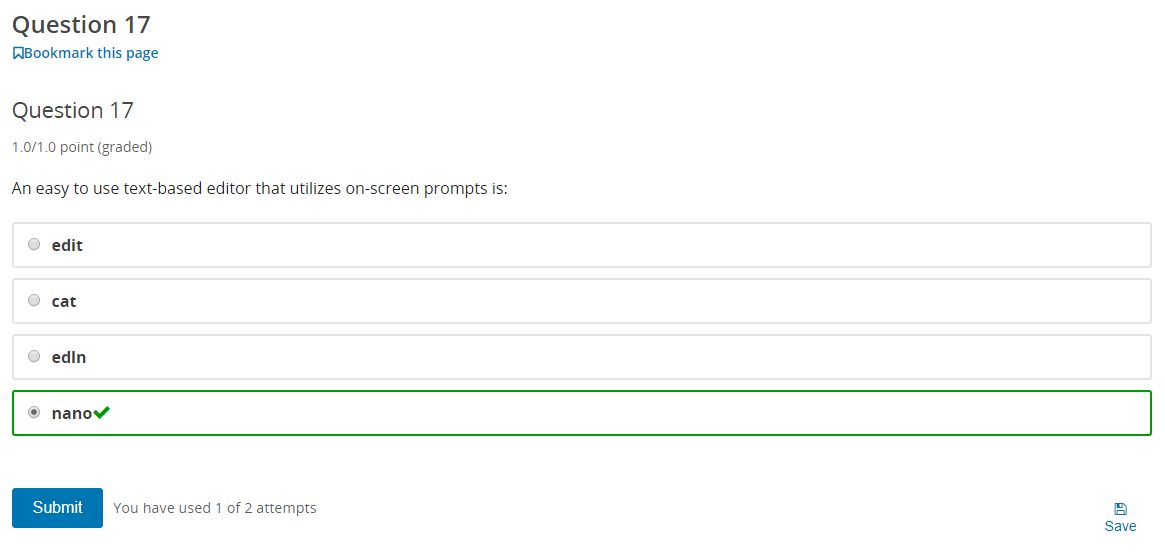 Question 17
Bookmark this page
Question 17
1.0/1.0 point (graded)
An easy to use text-based editor that utilizes on-screen prompts is:
edit
cat
edln
nano
Submit
You have used 1 of 2 attempts
Save